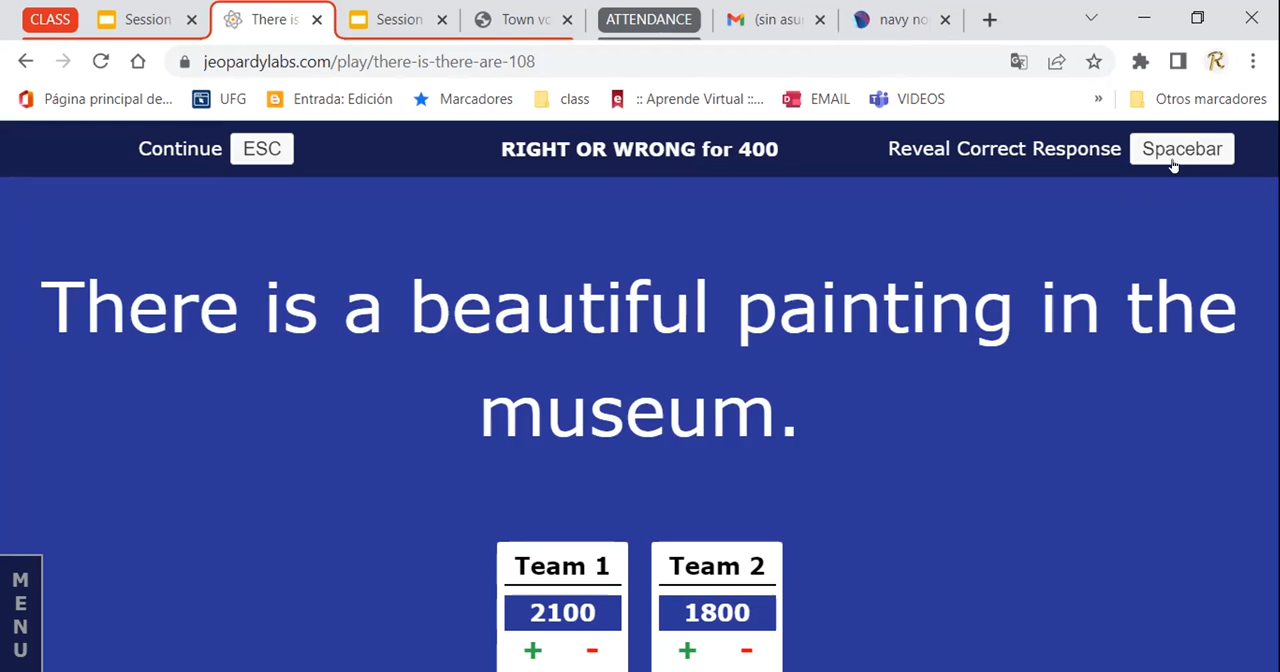 CLASS Session There is Session Town vo ATTENDANCE (sin asu navy no
jeopardylabs.com/play/there-is-there-are-108
Página principal de... UFG Entrada: Edición Marcadores class :: Aprende Virtual ::... EMAIL VIDEOS » Otros marcadores
Continue ESC RIGHT OR WRONG for 400 Reveal Correct Response Spacebar
There is a beautiful painting in the
museum.
Team 1 Team 2
2100 1800
+ - + -
MENU